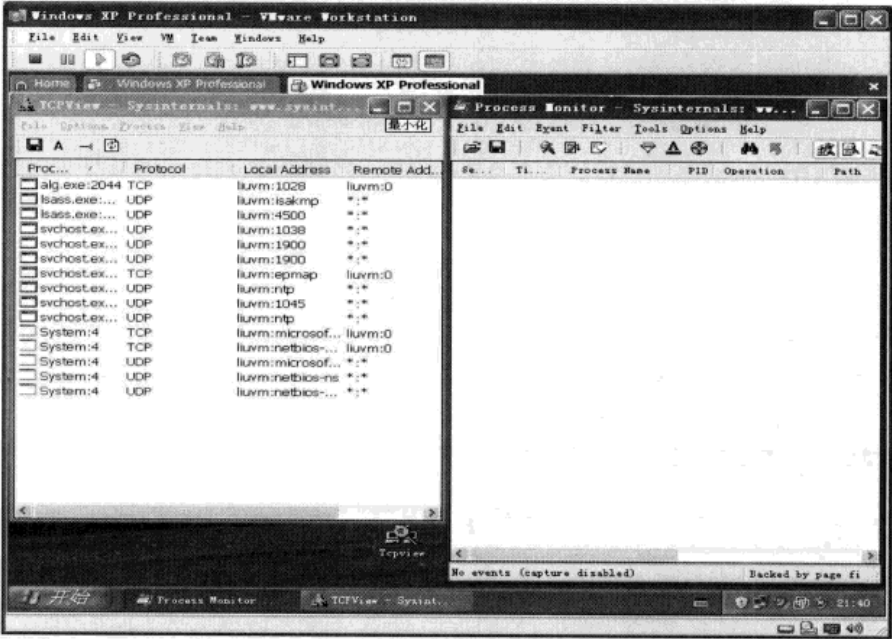 Windows XP Professional - VMware Workstation
File Edit View VM Team Windows Help
Home Windows XP Professional Windows XP Professional
TCPView - Sysinternals: www.sysint...
File Options Process View Help
最小化
A
Proc... Protocol Local Address Remote Add...
alg.exe:2044 TCP liuvm:1028 liuvm:0
lsass.exe:... UDP liuvm:isakmp *:*
lsass.exe:... UDP liuvm:4500 *:*
svchost.ex... UDP liuvm:1038 *:*
svchost.ex... UDP liuvm:1900 *:*
svchost.ex... UDP liuvm:1900 *:*
svchost.ex... TCP liuvm:epmap liuvm:0
svchost.ex... UDP liuvm:ntp *:*
svchost.ex... UDP liuvm:1045 *:*
svchost.ex... UDP liuvm:ntp *:*
System:4 TCP liuvm:microsof... liuvm:0
System:4 TCP liuvm:netbios-... liuvm:0
System:4 UDP liuvm:microsof... *:*
System:4 UDP liuvm:netbios-ns *:*
System:4 UDP liuvm:netbios-... *:*
Tcpview
Process Monitor - Sysinternals: ww...
File Edit Event Filter Tools Options Help
Se... Ti... Process Name PID Operation Path
No events (capture disabled) Backed by page fi
开始 Process Monitor TCPView - Sysint... 21:40